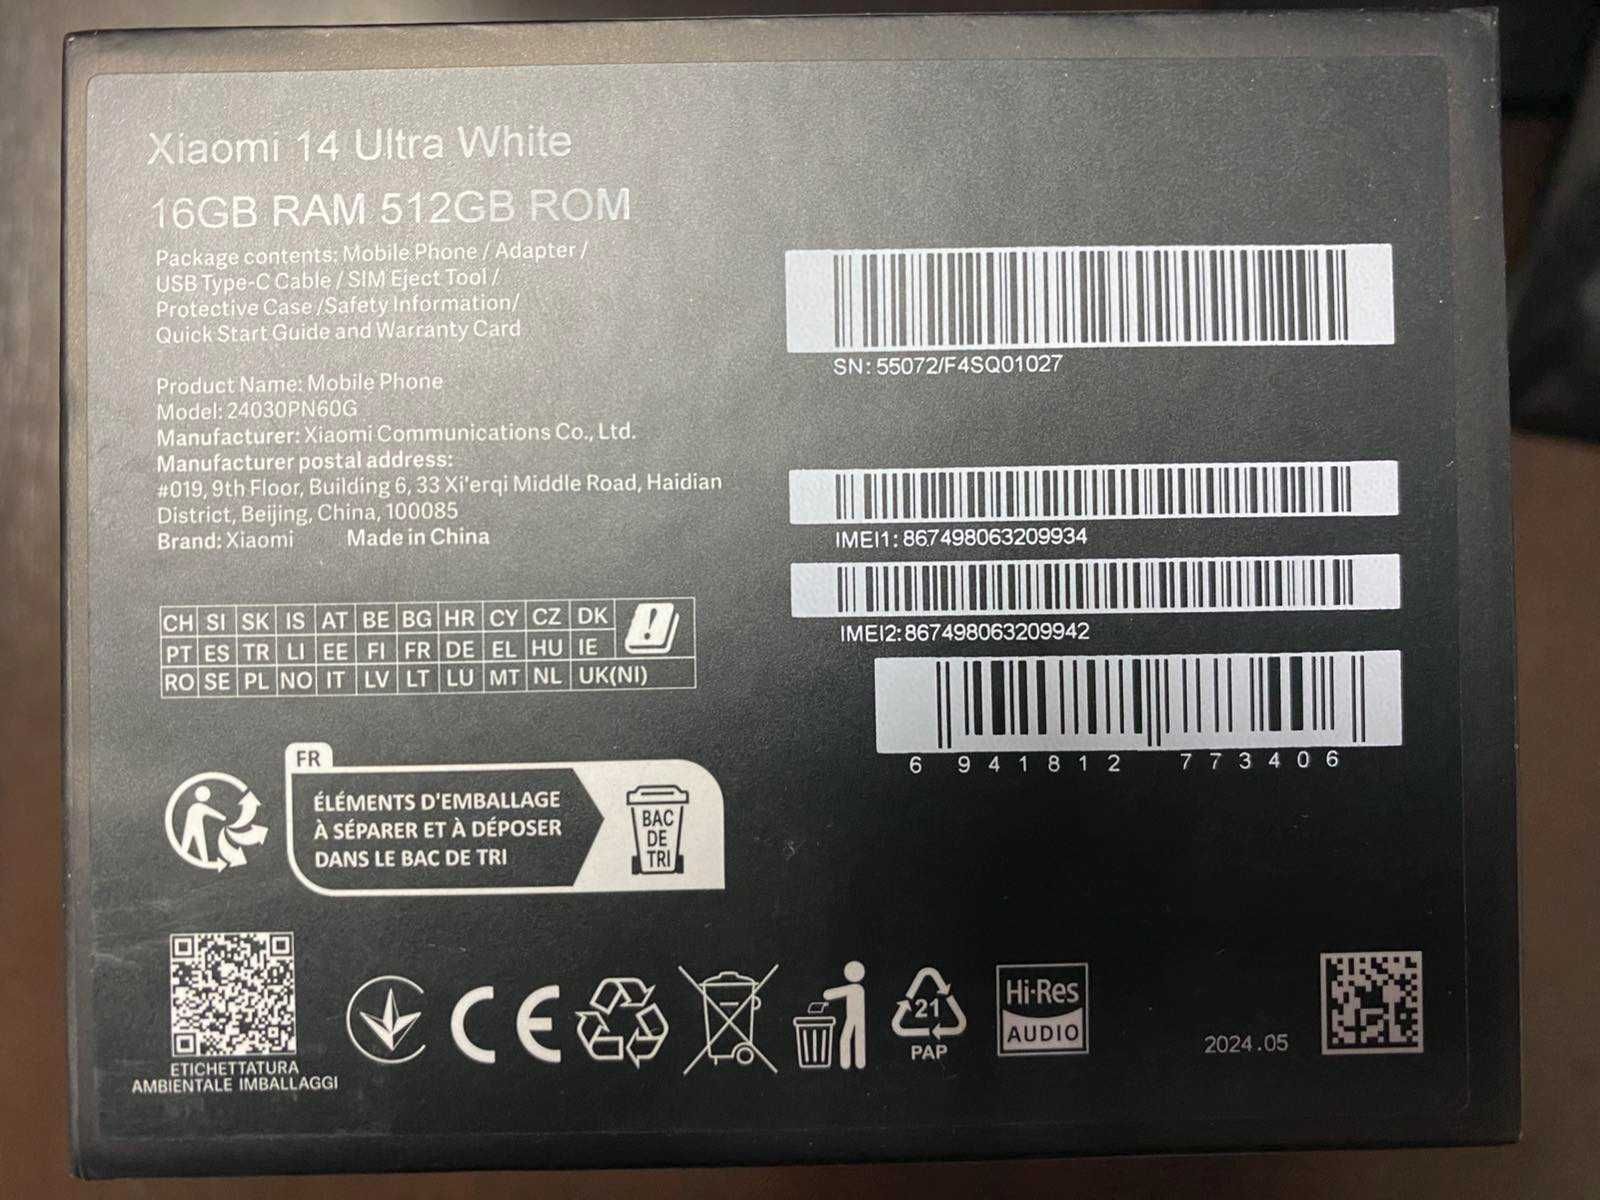 Xiaomi 14 Ultra White
16GB RAM 512GB ROM
Package contents: Mobile Phone / Adapter /
USB Type-C Cable / SIM Eject Tool /
Protective Case /Safety Information/
Quick Start Guide and Warranty Card
Product Name: Mobile Phone
Model: 24030PN60G
Manufacturer: Xiaomi Communications Co., Ltd.
Manufacturer postal address:
#019, 9th Floor, Building 6, 33 Xi'erqi Middle Road, Haidian
District, Beijing, China, 100085
Brand: Xiaomi Made in China
SN: 55072/F4SQ01027
IMEI1: 867498063209934
IMEI2: 867498063209942
6 941812 773406
CH SI SK IS AT BE BG HR CY CZ DK
PT ES TR LI EE FI FR DE EL HU IE
RO SE PL NO IT LV LT LU MT NL UK(NI)
FR
ÉLÉMENTS D'EMBALLAGE
À SÉPARER ET À DÉPOSER
DANS LE BAC DE TRI
BAC
DE
TRI
ETICHETTATURA
AMBIENTALE IMBALLAGGI
CE
21
PAP
Hi-Res
AUDIO
2024.05